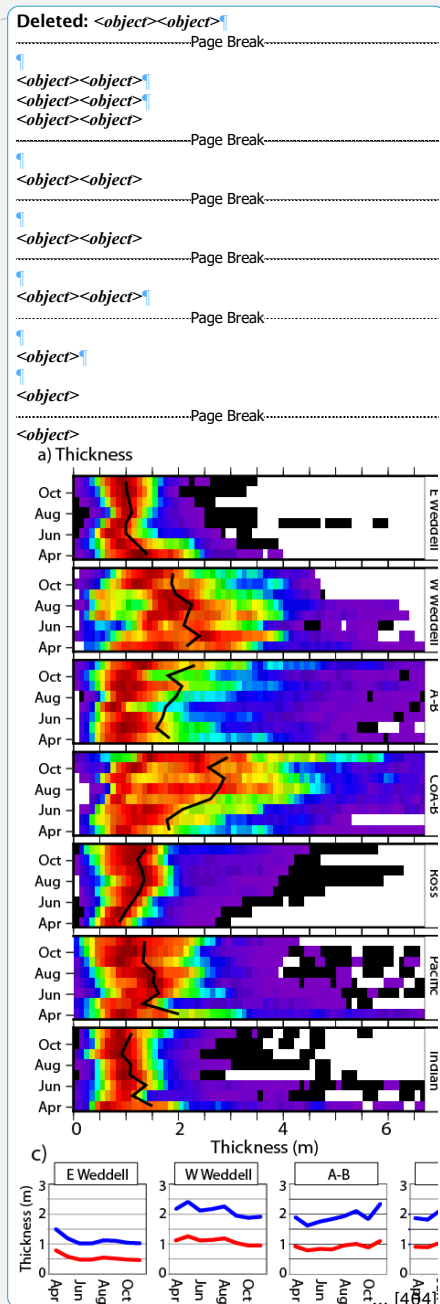 Deleted: <object><object>¶
Page Break
¶
<object><object>¶
<object><object>¶
<object><object>
Page Break
¶
<object><object>
Page Break
¶
<object><object>
Page Break
¶
<object><object>¶
Page Break
¶
<object>¶
¶
<object>
Page Break
<object>
a) Thickness
Oct
Aug
Jun
Apr
E Weddell
Oct
Aug
Jun
Apr
W Weddell
Oct
Aug
Jun
Apr
A-B
Oct
Aug
Jun
Apr
CoA-B
Oct
Aug
Jun
Apr
Ross
Oct
Aug
Jun
Apr
Pacific
Oct
Aug
Jun
Apr
Indian
0 2 4 6
Thickness (m)
c)
E Weddell W Weddell A-B
Thickness (m)
3 3 3 3
2 2 2 2
1 1 1 1
0 0 0 0
Apr Jun Aug Oct Apr Jun Aug Oct Apr Jun Aug Oct Apr
... [404]